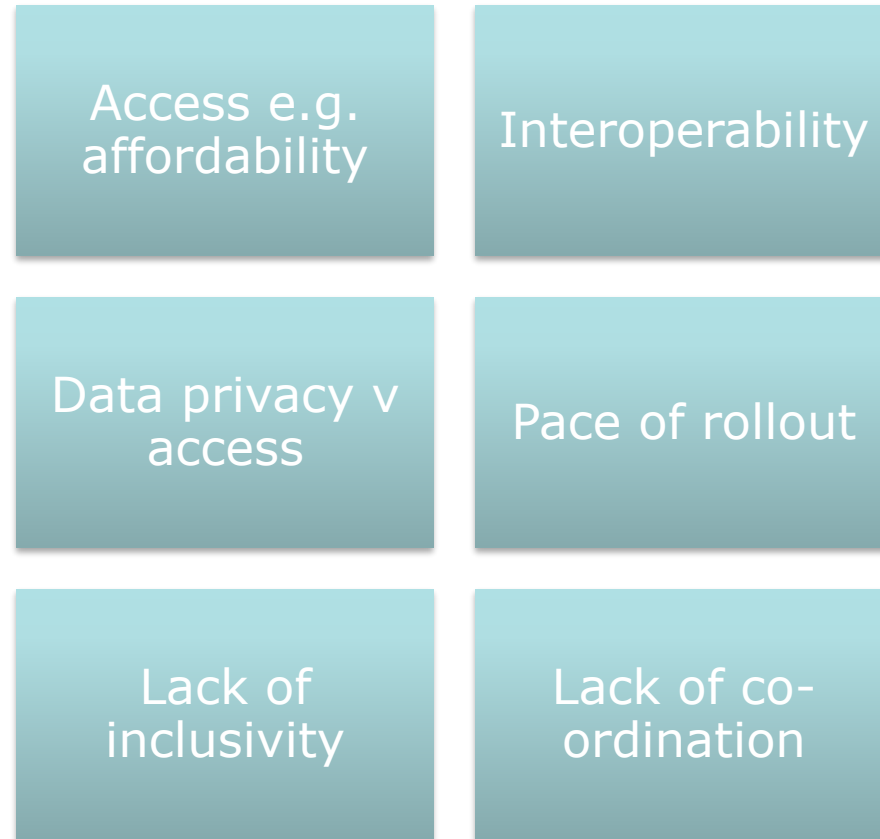 Access e.g.
affordability
Interoperability
Data privacy v
access
Pace of rollout
Lack of
inclusivity
Lack of co-
ordination